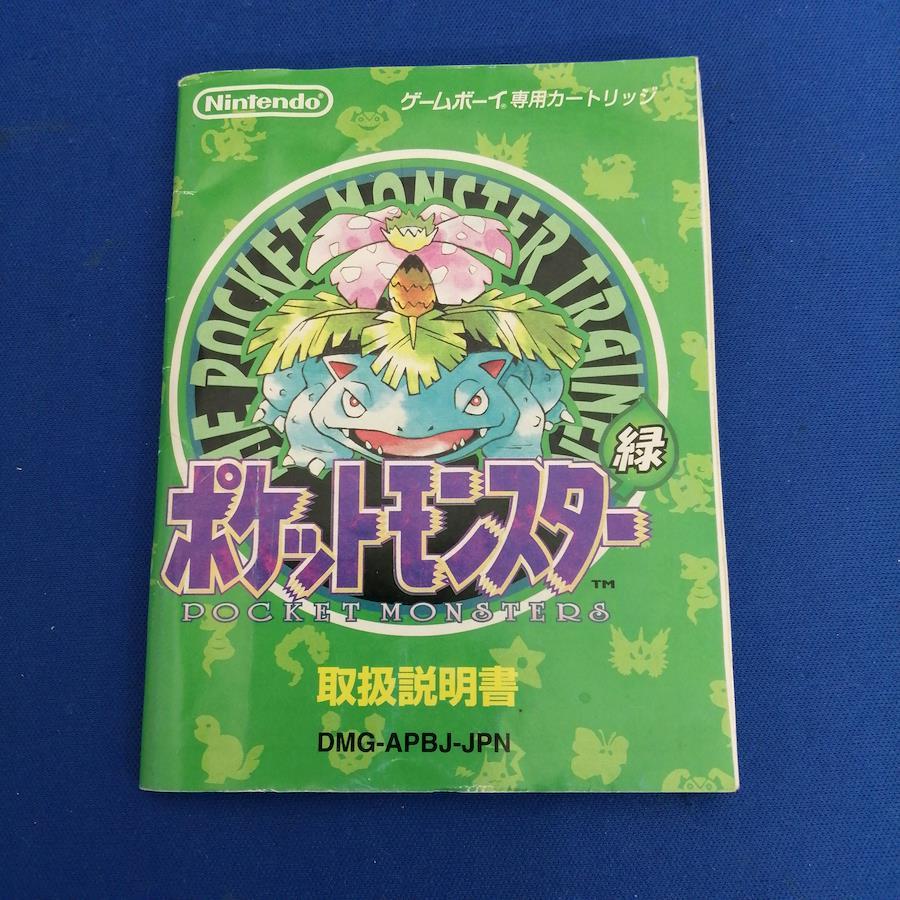 Nintendo®
ゲームボーイ®専用カートリッジ
POCKET MONSTER TRAINE
緑
ポケットモンスター
TM
POCKET MONSTERS
取扱説明書
DMG-APBJ-JPN